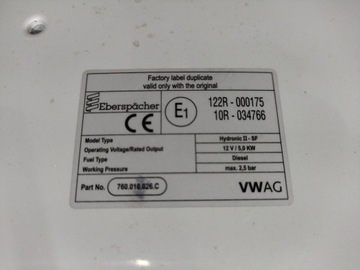 Factory label duplicate
valid only with the original
Eberspächer
CE
E1
122R - 000175
10R - 034766
Model Type Hydronic II - SF
Operating Voltage/Rated Output 12 V / 5,0 KW
Fuel Type Diesel
Working Pressure max. 2,5 bar
Part No. 760.010.026.C VWAG